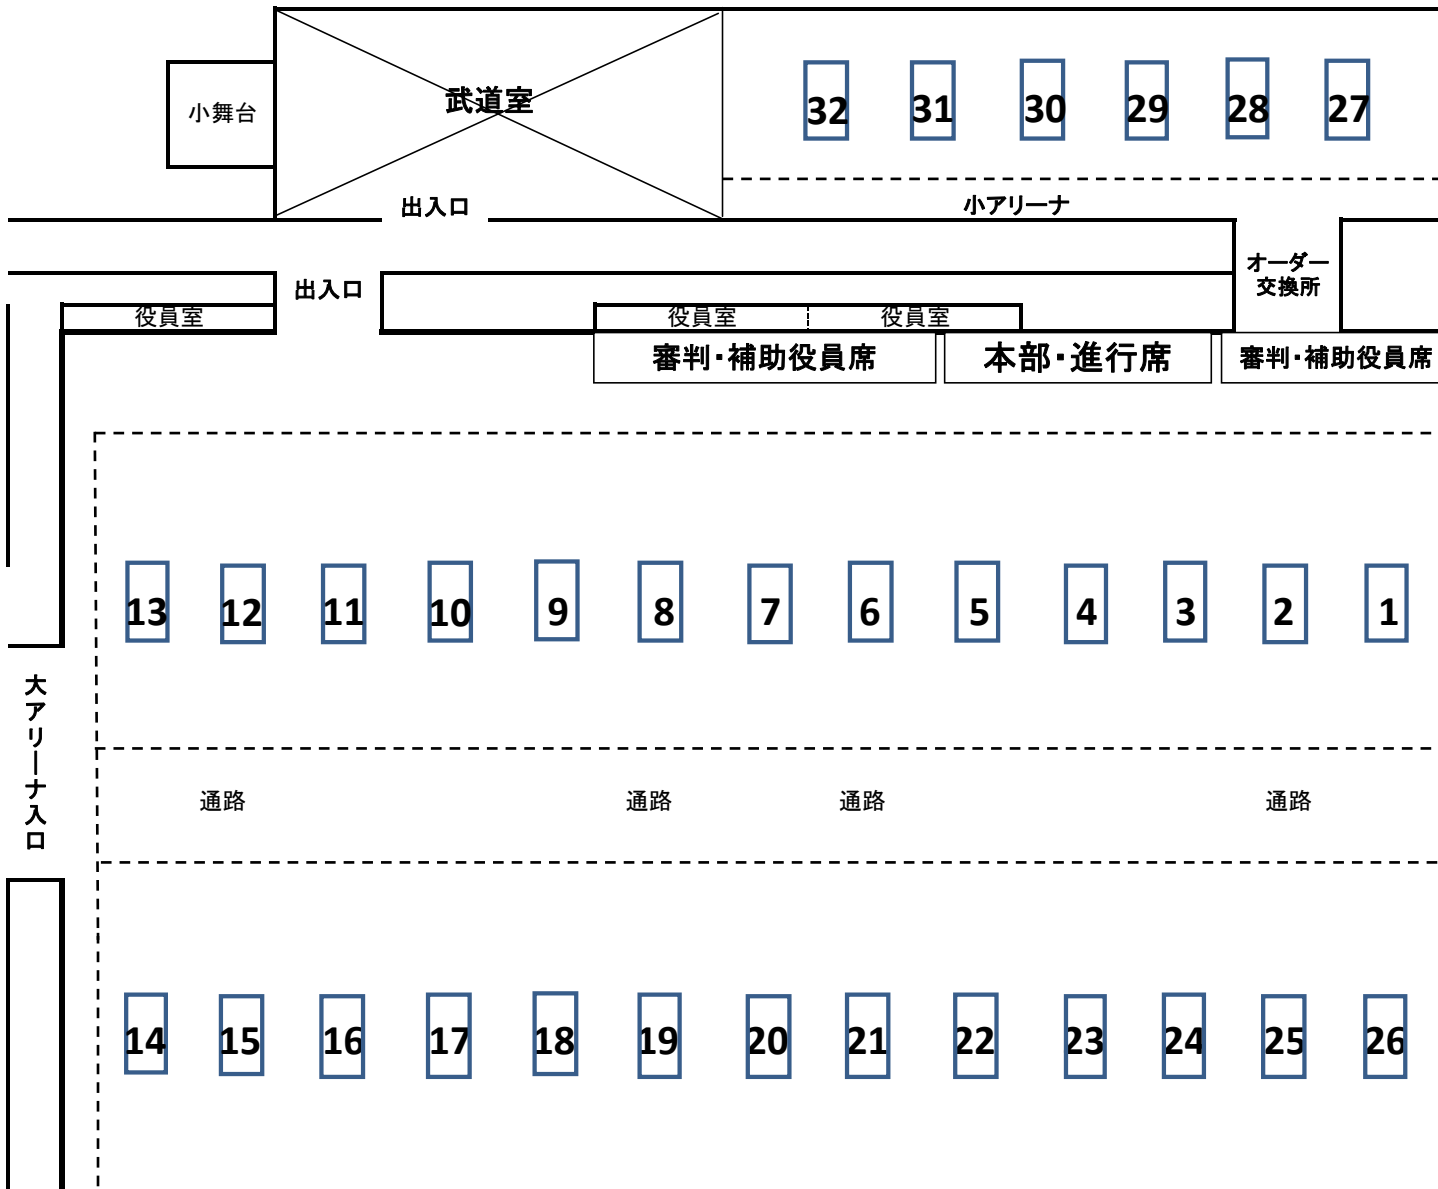 小舞台
武道室
32 31 30 29 28 27
出入口
小アリーナ
出入口
オーダー
交換所
役員室 役員室 役員室
審判・補助役員席 本部・進行席 審判・補助役員席
13 12 11 10 9 8 7 6 5 4 3 2 1
大アリーナ入口
通路 通路 通路 通路
14 15 16 17 18 19 20 21 22 23 24 25 26